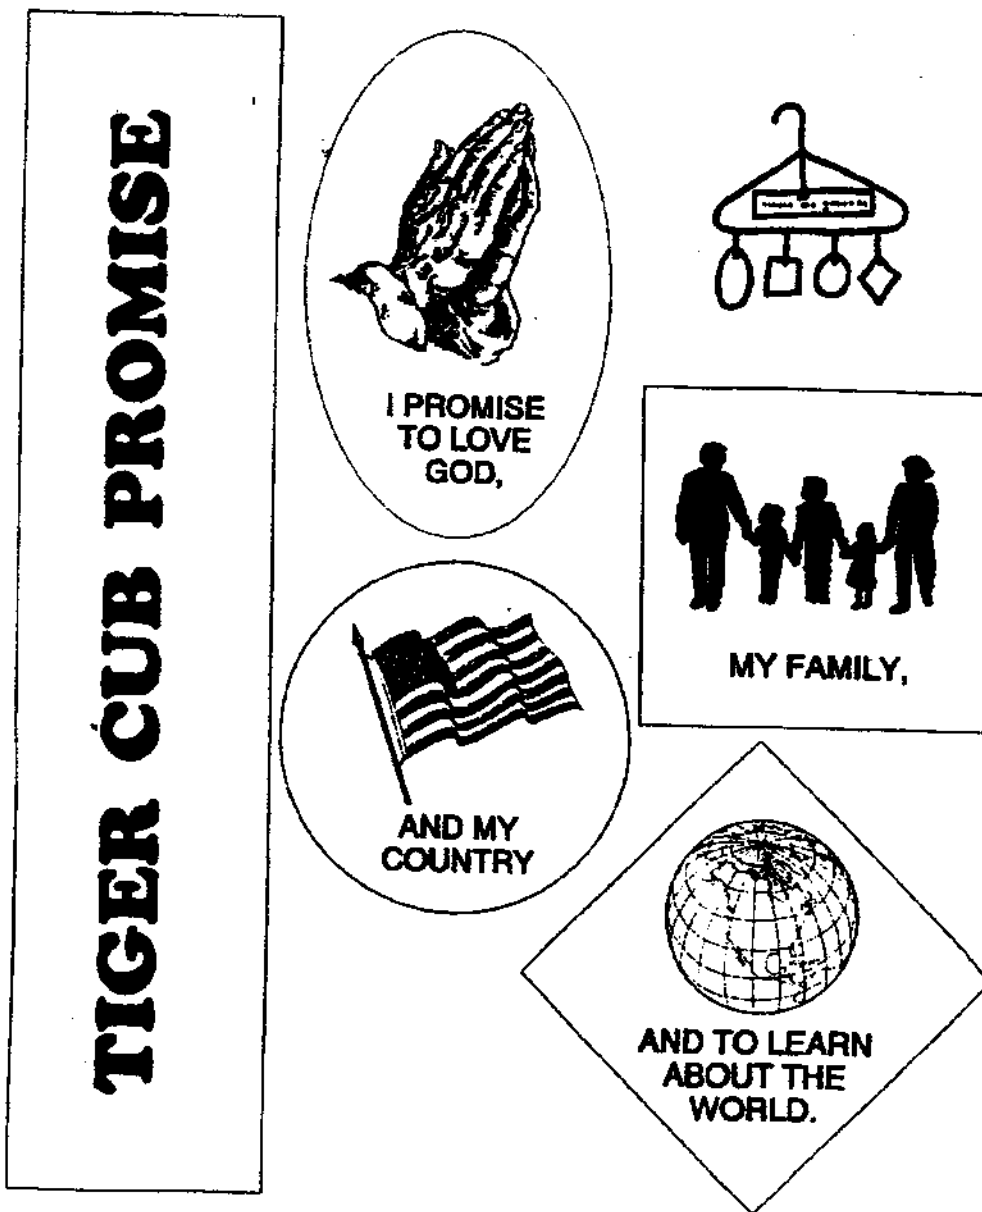 TIGER CUB PROMISE
I PROMISE
TO LOVE
GOD,
MY FAMILY,
AND MY
COUNTRY
AND TO LEARN
ABOUT THE
WORLD.